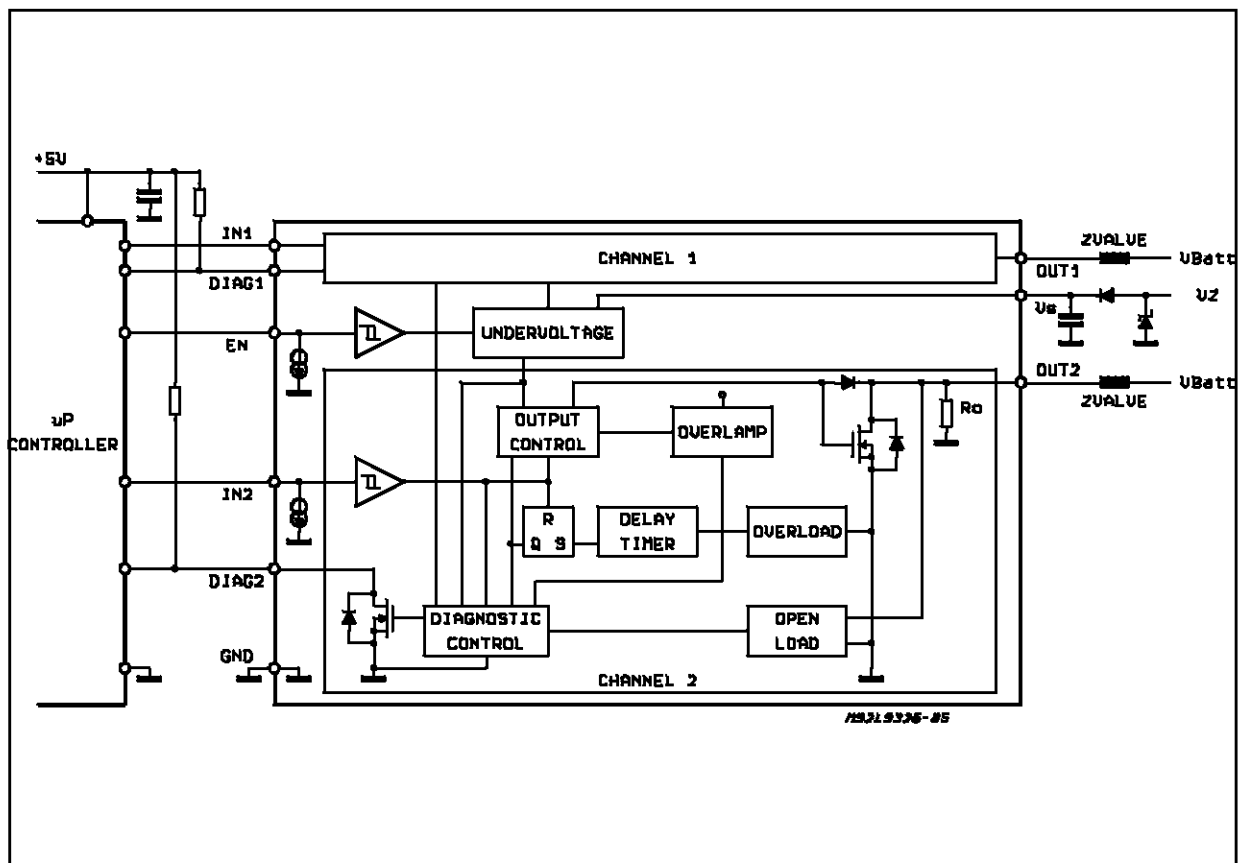 +5V
IN1
CHANNEL 1
ZVALVE
VBatt
DIAG1
OUT1
VZ
Vs
UNDERVOLTAGE
EN
OUT2
VBatt
ZVALVE
uP
CONTROLLER
OUTPUT
CONTROL
OVERLAMP
Ro
IN2
R
Q S
DELAY
TIMER
OVERLOAD
DIAG2
DIAGNOSTIC
CONTROL
OPEN
LOAD
GND
CHANNEL 2